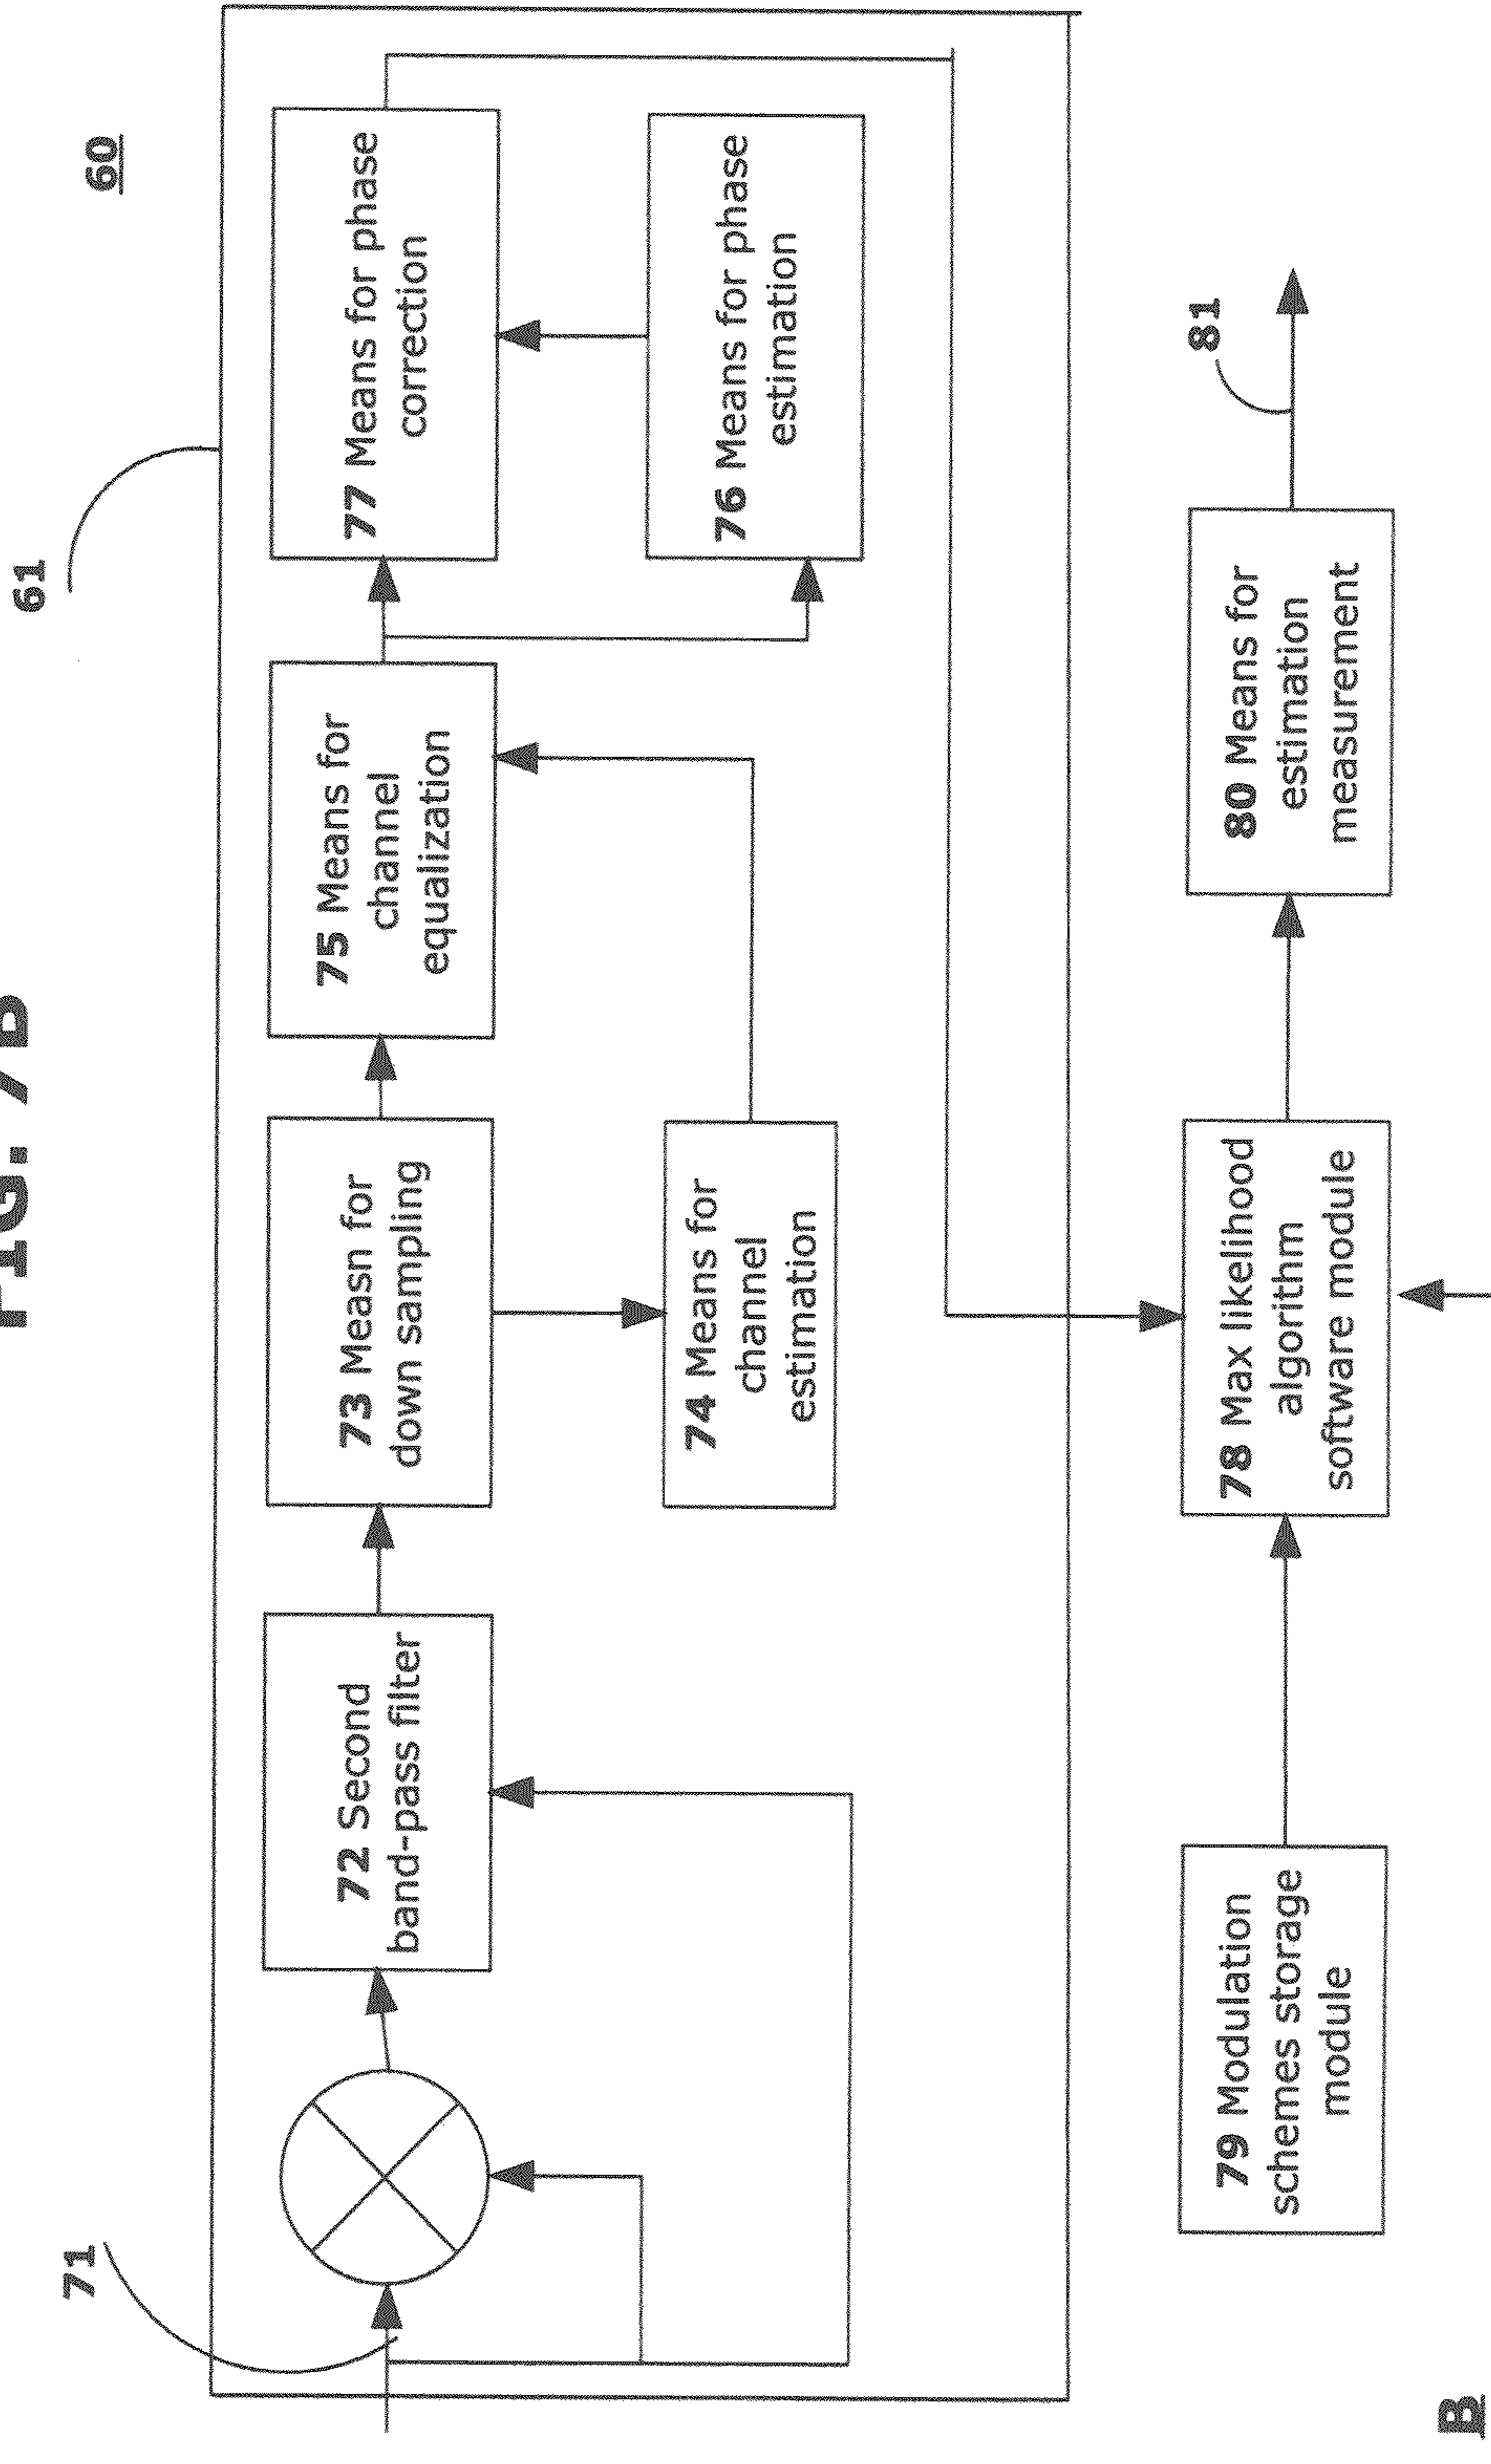 FIG. 7B
60
61
71
72 Second
band-pass filter
73 Measn for
down sampling
74 Means for
channel
estimation
75 Means for
channel
equalization
77 Means for phase
correction
76 Means for phase
estimation
79 Modulation
schemes storage
module
78 Max likelihood
algorithm
software module
80 Means for
estimation
measurement
81
B